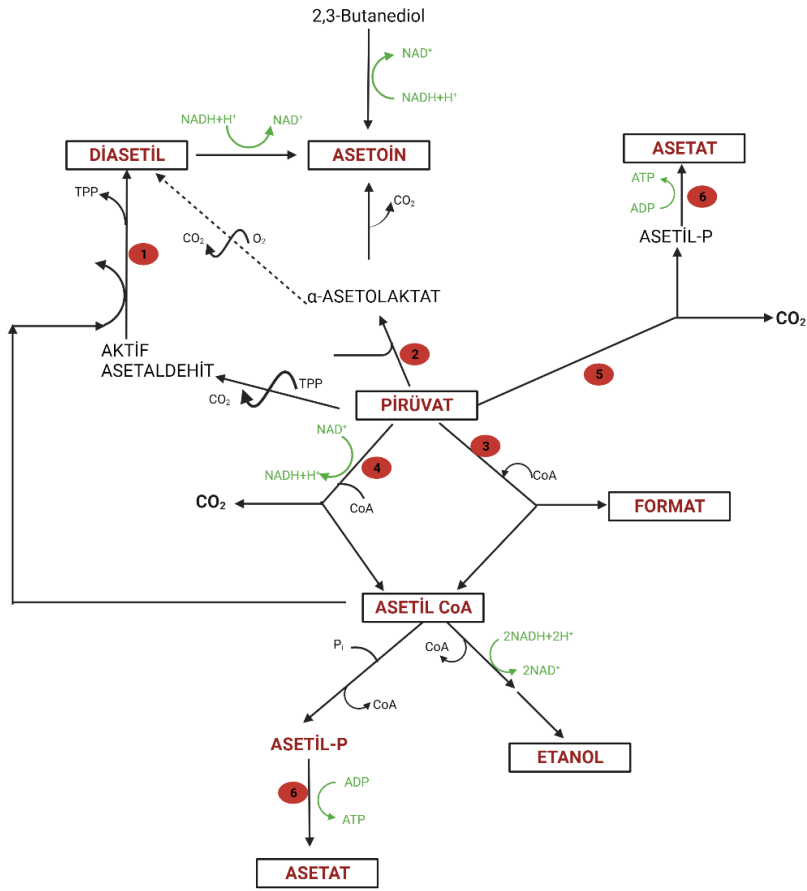 2,3-Butanediol
NAD⁺
NADH+H⁺
NADH+H⁺
NAD⁺
DİASETİL
ASETOİN
ASETAT
TPP
CO₂
ATP
6
ADP
CO₂
O₂
ASETİL-P
1
α-ASETOLAKTAT
CO₂
AKTİF
ASETALDEHİT
2
5
TPP
CO₂
PİRÜVAT
NAD⁺
3
4
NADH+H⁺
CoA
CO₂
CoA
FORMAT
ASETİL CoA
Pᵢ
CoA
2NADH+2H⁺
2NAD⁺
CoA
ASETİL-P
ETANOL
6
ADP
ATP
ASETAT